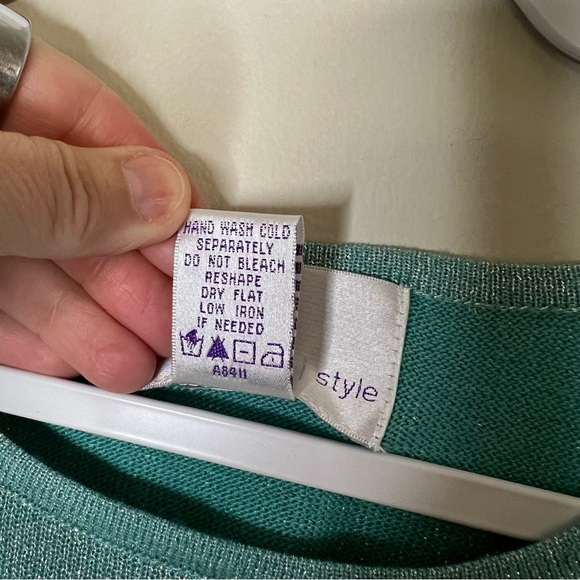 HAND WASH COLD
SEPARATELY
DO NOT BLEACH
RESHAPE
DRY FLAT
LOW IRON
IF NEEDED
A8411
style